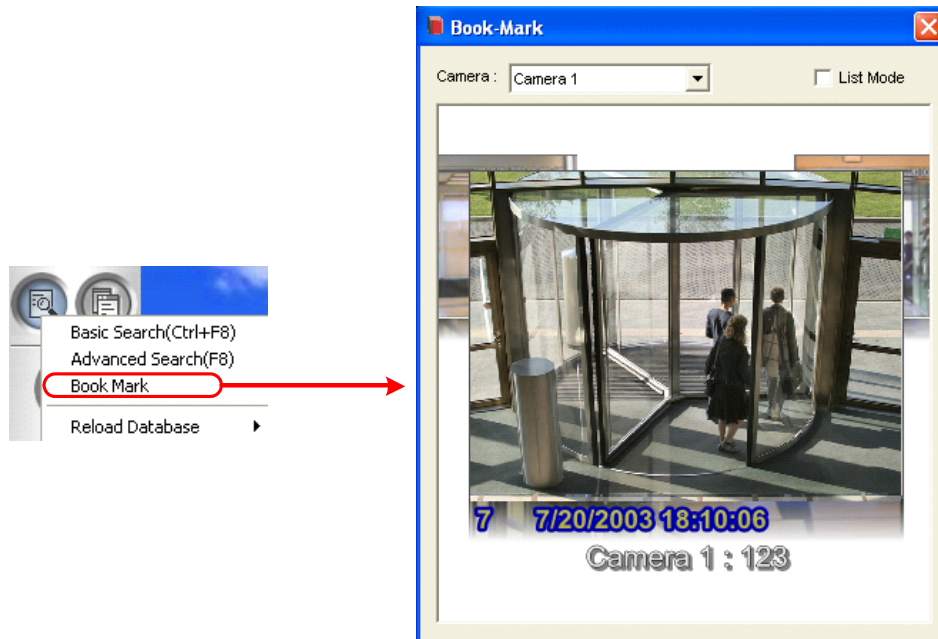 Book-Mark
Camera :
Camera 1
List Mode
Basic Search(Ctrl+F8)
Advanced Search(F8)
Book Mark
Reload Database
7 7/20/2003 18:10:06
Camera 1 : 123